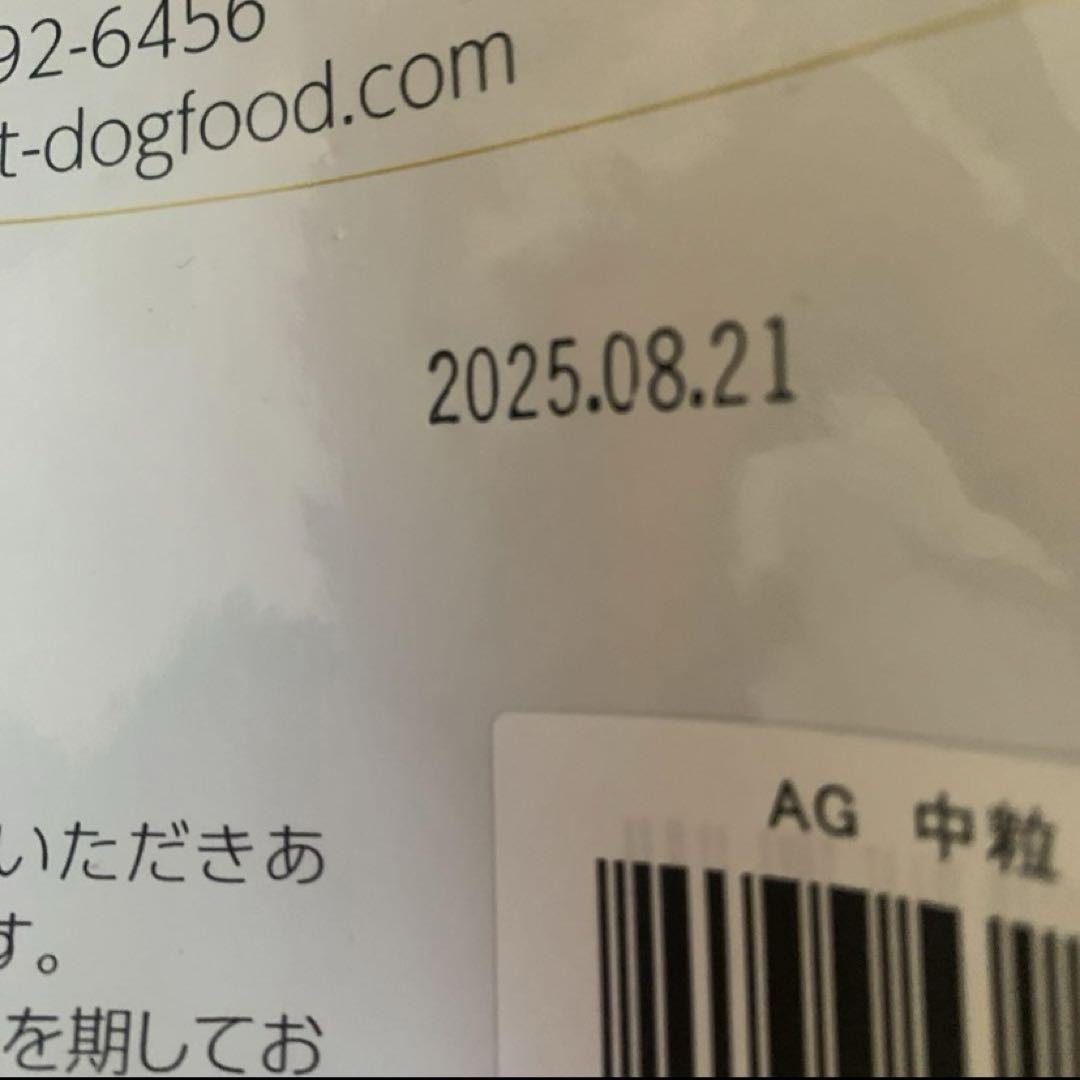 92-6456
t-dogfood.com
2025.08.21
AG 中粒
いただきあ
す。
を期してお